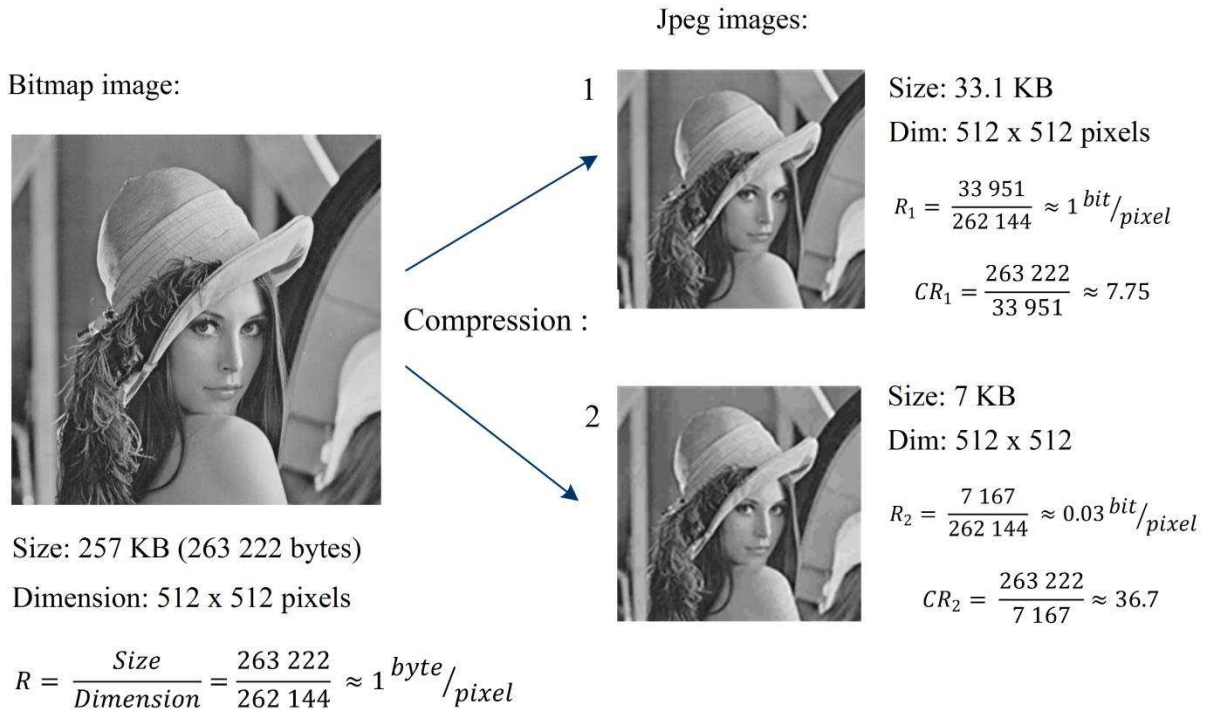 Jpeg images:
Bitmap image:
1
Size: 33.1 KB
Dim: 512 x 512 pixels
R₁ = 33 951 / 262 144 ≈ 1 bit/pixel
CR₁ = 263 222 / 33 951 ≈ 7.75
Compression :
2
Size: 7 KB
Dim: 512 x 512
R₂ = 7 167 / 262 144 ≈ 0.03 bit/pixel
CR₂ = 263 222 / 7 167 ≈ 36.7
Size: 257 KB (263 222 bytes)
Dimension: 512 x 512 pixels
R = Size / Dimension = 263 222 / 262 144 ≈ 1 byte/pixel